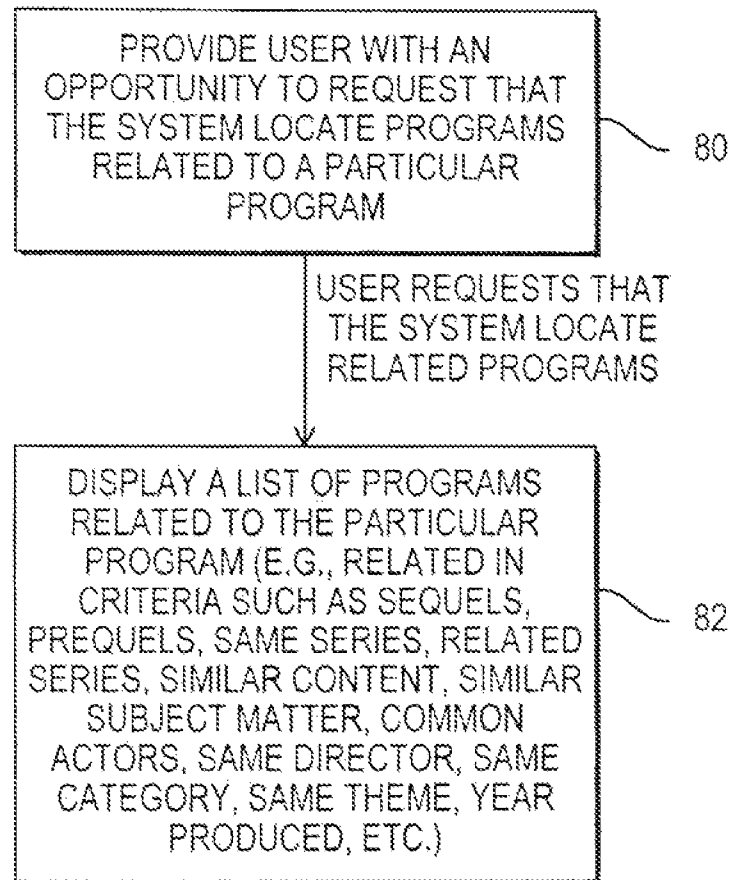 PROVIDE USER WITH AN
OPPORTUNITY TO REQUEST THAT
THE SYSTEM LOCATE PROGRAMS
RELATED TO A PARTICULAR
PROGRAM
80
USER REQUESTS THAT
THE SYSTEM LOCATE
RELATED PROGRAMS
DISPLAY A LIST OF PROGRAMS
RELATED TO THE PARTICULAR
PROGRAM (E.G., RELATED IN
CRITERIA SUCH AS SEQUELS,
PREQUELS, SAME SERIES, RELATED
SERIES, SIMILAR CONTENT, SIMILAR
SUBJECT MATTER, COMMON
ACTORS, SAME DIRECTOR, SAME
CATEGORY, SAME THEME, YEAR
PRODUCED, ETC.)
82